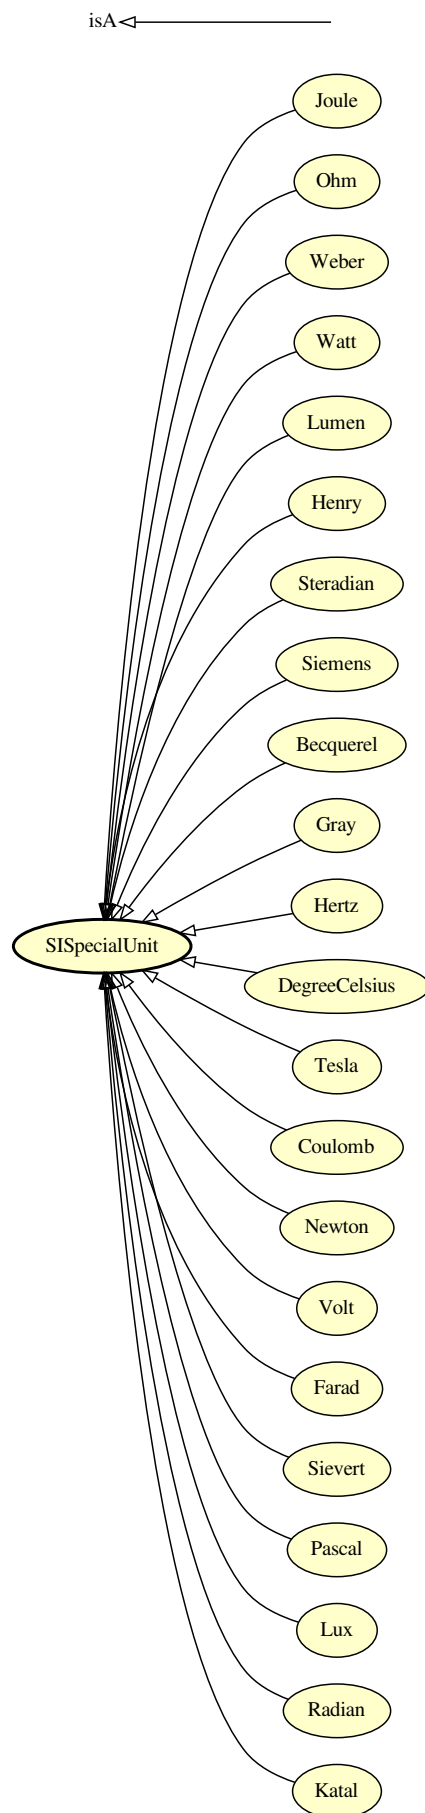 isA
Joule
Ohm
Weber
Watt
Lumen
Henry
Steradian
Siemens
Becquerel
Gray
Hertz
SISpecialUnit
DegreeCelsius
Tesla
Coulomb
Newton
Volt
Farad
Sievert
Pascal
Lux
Radian
Katal